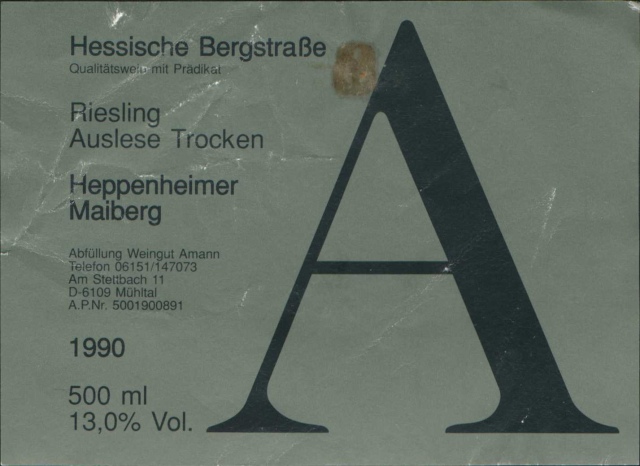 Hessische Bergstraße
Qualitätswein mit Prädikat
Riesling
Auslese Trocken
Heppenheimer
Maiberg
Abfüllung Weingut Amann
Telefon 06151/147073
Am Stettbach 11
D-6109 Mühltal
A.P.Nr. 5001900891
1990
500 ml
13,0% Vol.
A